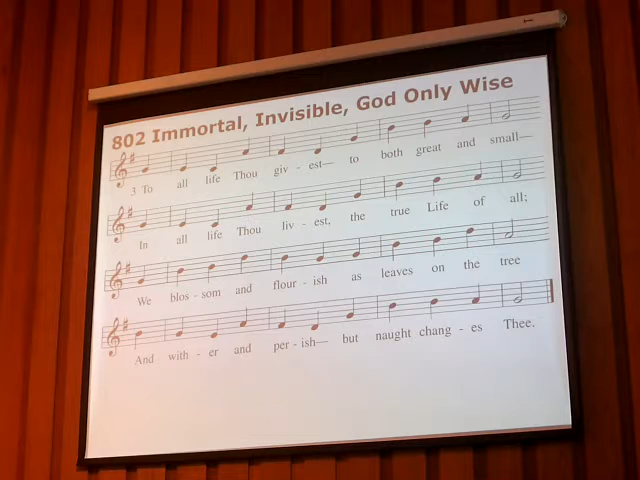 802 Immortal, Invisible, God Only Wise
3 To all life Thou giv - est— to both great and small—
In all life Thou liv - est, the true Life of all;
We blos - som and flour - ish as leaves on the tree
And with - er and per - ish— but naught chang - es Thee.